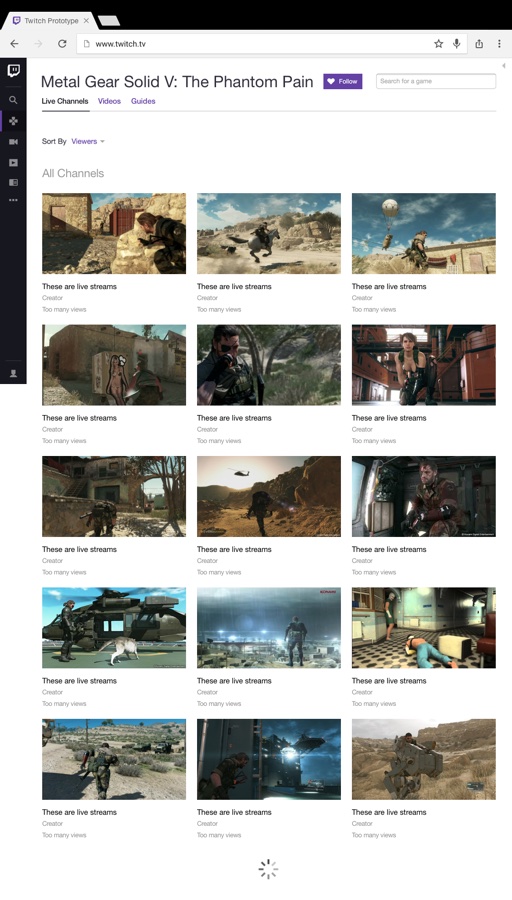 Twitch Prototype
www.twitch.tv
Metal Gear Solid V: The Phantom Pain
Follow
Search for a game
Live Channels Videos Guides
Sort By Viewers
All Channels
These are live streams These are live streams These are live streams
Creator Creator Creator
Too many views Too many views Too many views
These are live streams These are live streams These are live streams
Creator Creator Creator
Too many views Too many views Too many views
These are live streams These are live streams These are live streams
Creator Creator Creator
Too many views Too many views Too many views
KONAMI
These are live streams These are live streams These are live streams
Creator Creator Creator
Too many views Too many views Too many views
These are live streams These are live streams These are live streams
Creator Creator Creator
Too many views Too many views Too many views